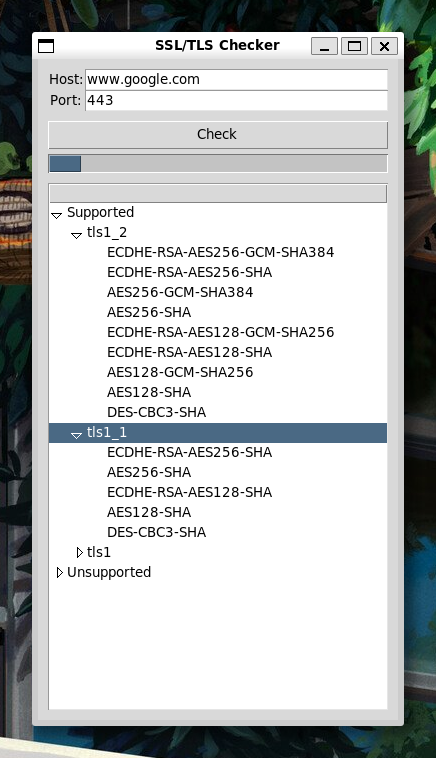 SSL/TLS Checker
Host: www.google.com
Port: 443
Check
Supported
tls1_2
ECDHE-RSA-AES256-GCM-SHA384
ECDHE-RSA-AES256-SHA
AES256-GCM-SHA384
AES256-SHA
ECDHE-RSA-AES128-GCM-SHA256
ECDHE-RSA-AES128-SHA
AES128-GCM-SHA256
AES128-SHA
DES-CBC3-SHA
tls1_1
ECDHE-RSA-AES256-SHA
AES256-SHA
ECDHE-RSA-AES128-SHA
AES128-SHA
DES-CBC3-SHA
tls1
Unsupported